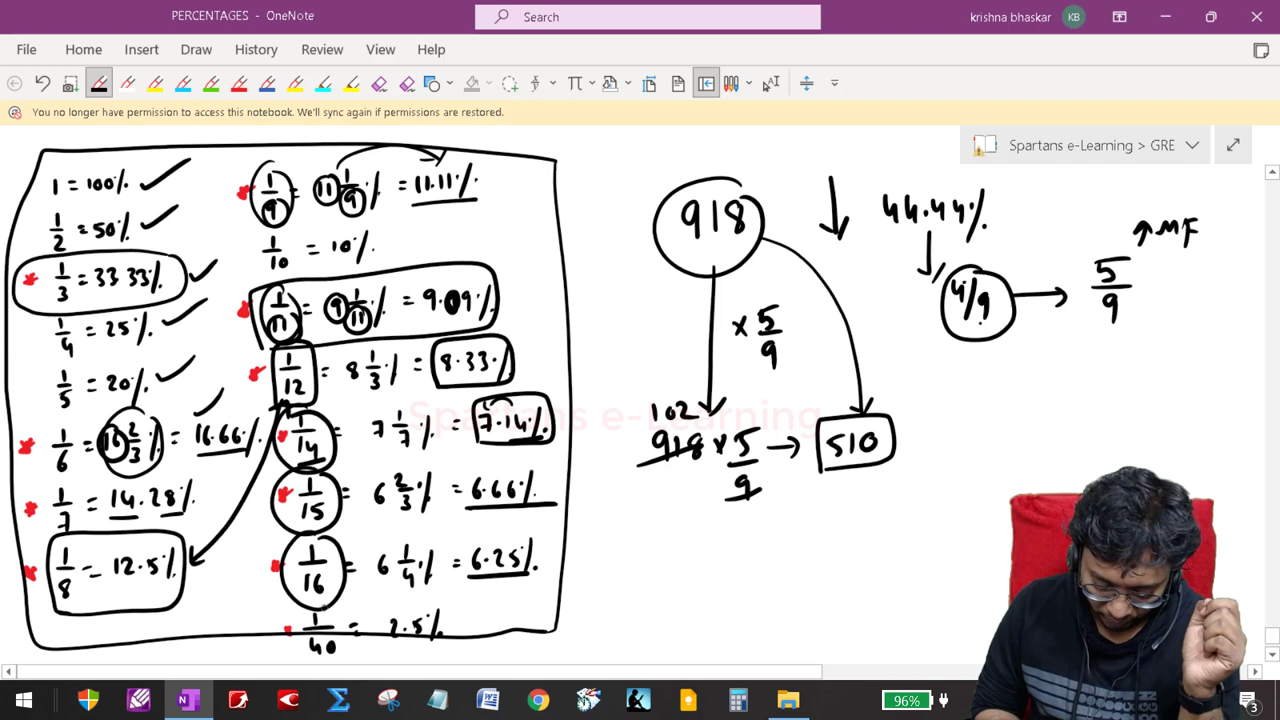 PERCENTAGES - OneNote
Search
krishna bhaskar KB
File Home Insert Draw History Review View Help
You no longer have permission to access this notebook. We'll sync again if permissions are restored.
Spartans e-Learning > GRE
1 = 100%
1/2 = 50%
1/3 = 33.33%
1/4 = 25%
1/5 = 20%
1/6 = 16 2/3 % = 16.66%
1/7 = 14.28%
1/8 = 12.5%
1/9 = 11 1/9 % = 11.11%
1/10 = 10%
1/11 = 9 1/11 % = 9.09%
1/12 = 8 1/3 % = 8.33%
1/14 = 7 1/7 % = 7.14%
1/15 = 6 2/3 % = 6.66%
1/16 = 6 1/4 % = 6.25%
1/40 = 2.5%
918 ↓ 44.44%
4/9 → 5/9 ↑ MF
× 5/9
102
918 × 5/9 → 510
Spartans e-Learning
96%
3